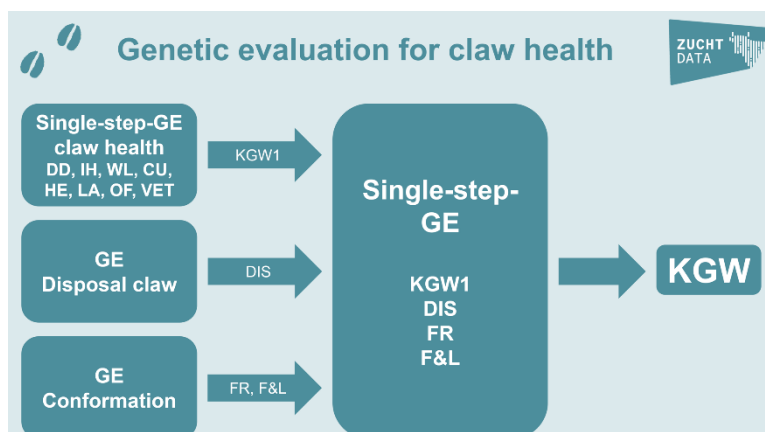 Genetic evaluation for claw health
ZUCHT
DATA
Single-step-GE
claw health
DD, IH, WL, CU,
HE, LA, OF, VET
KGW1
GE
Disposal claw
DIS
GE
Conformation
FR, F&L
Single-step-
GE
KGW1
DIS
FR
F&L
KGW